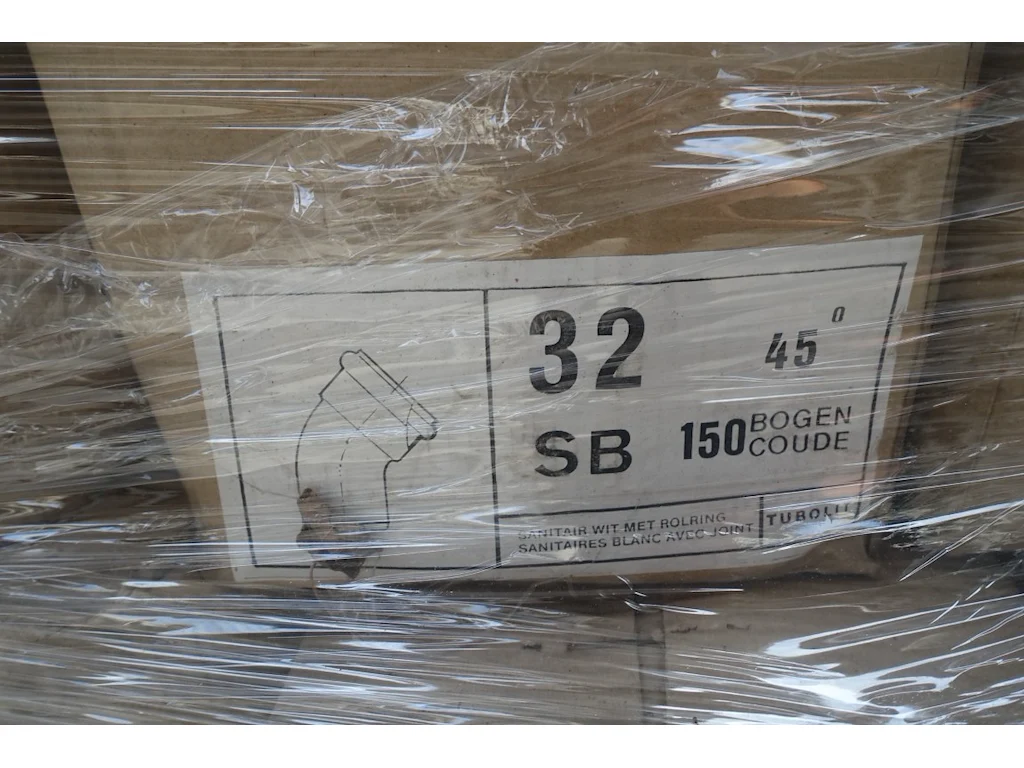 32 45°
SB 150 BOGEN
COUDE
SANITAIR WIT MET ROLRING
SANITAIRES BLANC AVEC JOINT